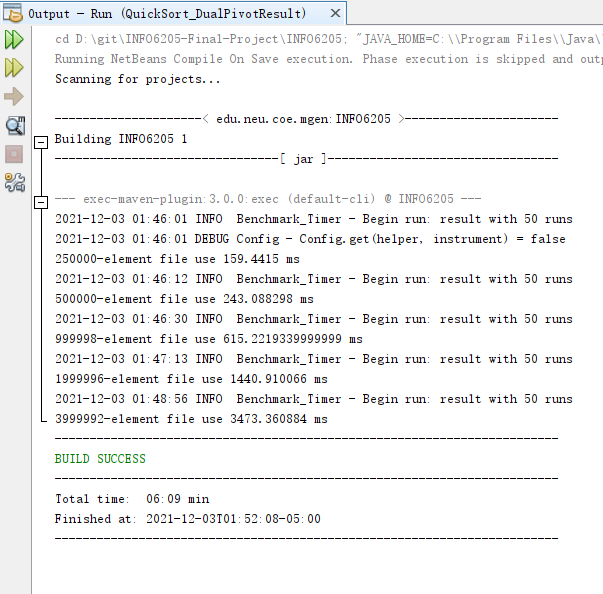 Output - Run (QuickSort_DualPivotResult)
cd D:\git\INFO6205-Final-Project\INFO6205; "JAVA_HOME=C:\\Program Files\\Java\
Running NetBeans Compile On Save execution. Phase execution is skipped and outp
Scanning for projects...
-------------------< edu.neu.coe.mgen:INFO6205 >--------------------
Building INFO6205 1
--------------------------------[ jar ]---------------------------------
--- exec-maven-plugin:3.0.0:exec (default-cli) @ INFO6205 ---
2021-12-03 01:46:01 INFO  Benchmark_Timer - Begin run: result with 50 runs
2021-12-03 01:46:01 DEBUG Config - Config.get(helper, instrument) = false
250000-element file use 159.4415 ms
2021-12-03 01:46:12 INFO  Benchmark_Timer - Begin run: result with 50 runs
500000-element file use 243.088298 ms
2021-12-03 01:46:30 INFO  Benchmark_Timer - Begin run: result with 50 runs
999998-element file use 615.2219339999999 ms
2021-12-03 01:47:13 INFO  Benchmark_Timer - Begin run: result with 50 runs
1999996-element file use 1440.910066 ms
2021-12-03 01:48:56 INFO  Benchmark_Timer - Begin run: result with 50 runs
3999992-element file use 3473.360884 ms
------------------------------------------------------------------------
BUILD SUCCESS
------------------------------------------------------------------------
Total time:  06:09 min
Finished at: 2021-12-03T01:52:08-05:00
------------------------------------------------------------------------